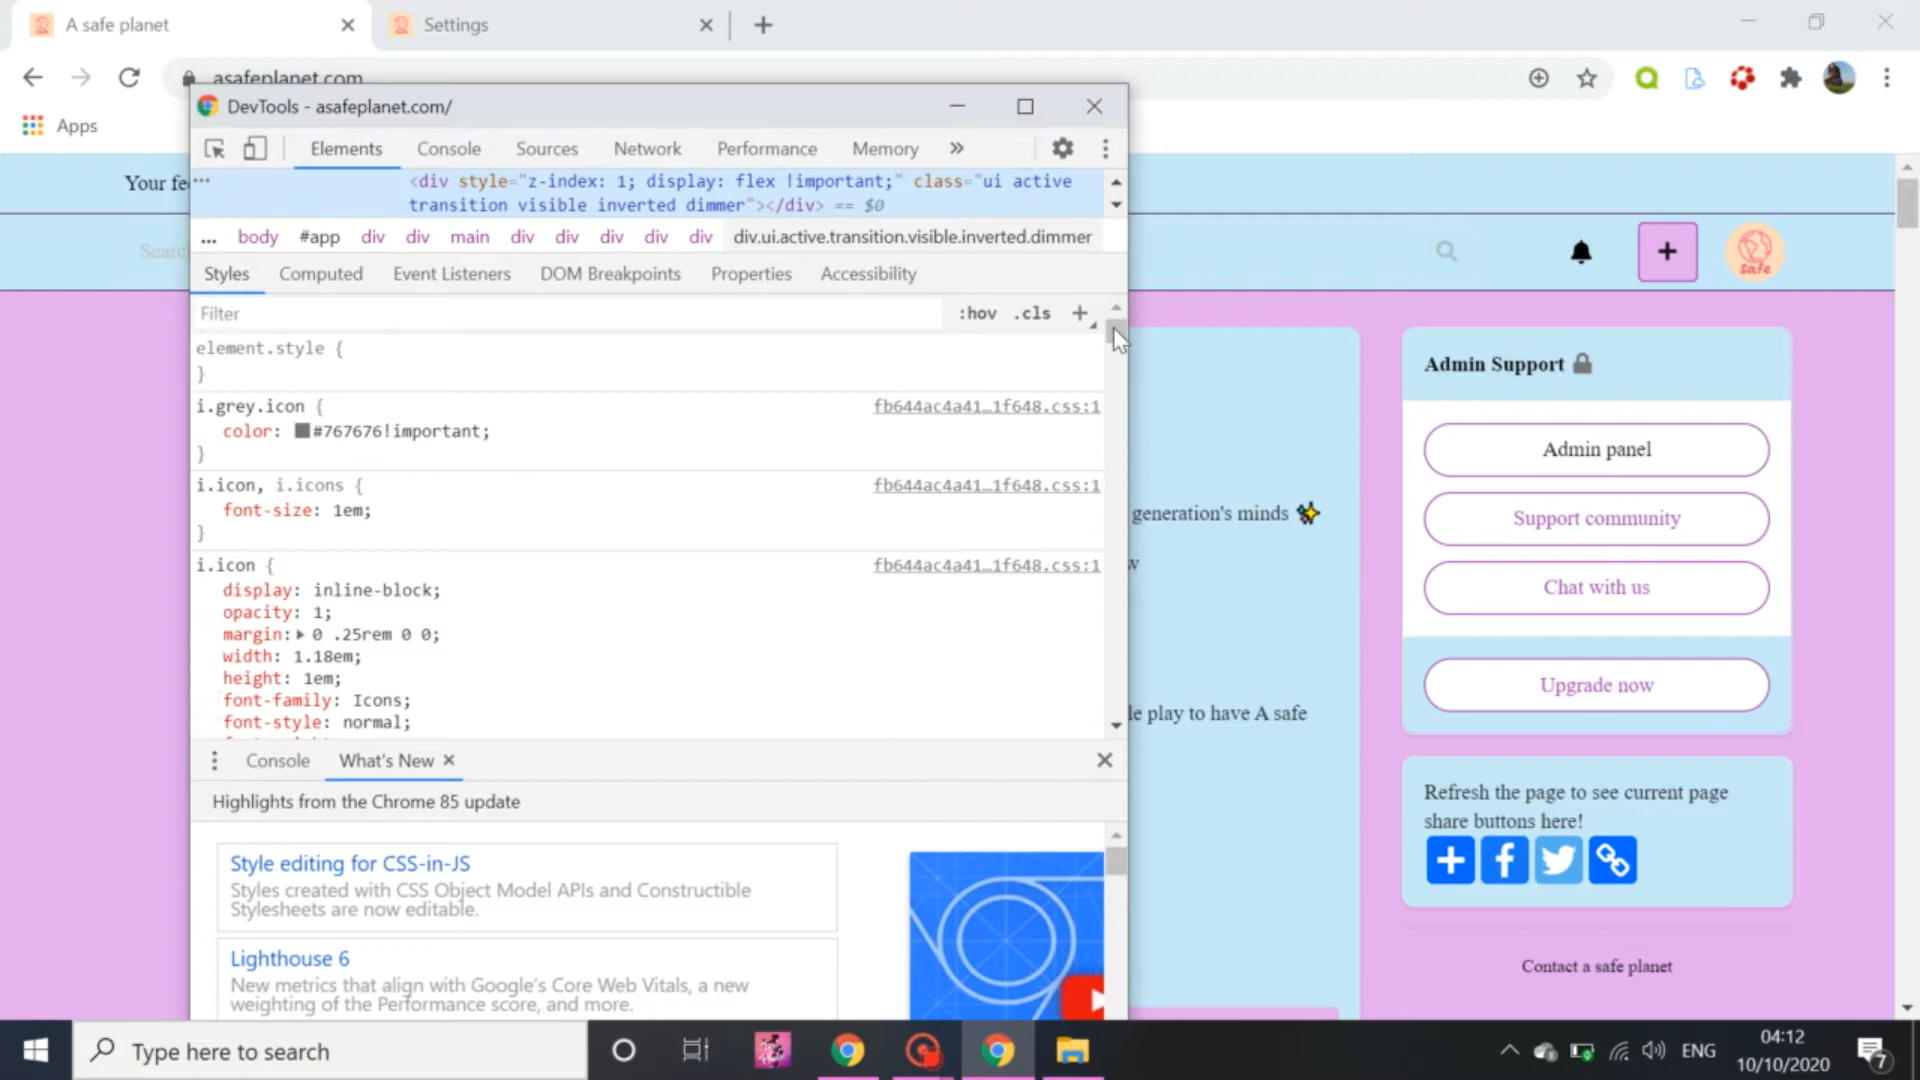 A safe planet
Settings
asafeplanet.com
Apps
DevTools - asafeplanet.com/
Elements Console Sources Network Performance Memory »
Your fe
... <div style="z-index: 1; display: flex !important;" class="ui active
transition visible inverted dimmer"></div> == $0
... body #app div div main div div div div div div.ui.active.transition.visible.inverted.dimmer
Searc
safe
Styles Computed Event Listeners DOM Breakpoints Properties Accessibility
Filter :hov .cls +
element.style {
}
i.grey.icon { fb644ac4a41…1f648.css:1
color: #767676!important;
}
i.icon, i.icons { fb644ac4a41…1f648.css:1
font-size: 1em;
}
i.icon { fb644ac4a41…1f648.css:1
display: inline-block;
opacity: 1;
margin: 0 .25rem 0 0;
width: 1.18em;
height: 1em;
font-family: Icons;
font-style: normal;
Console What's New
Highlights from the Chrome 85 update
Style editing for CSS-in-JS
Styles created with CSS Object Model APIs and Constructible
Stylesheets are now editable.
Lighthouse 6
New metrics that align with Google's Core Web Vitals, a new
weighting of the Performance score, and more.
generation's minds ✨
w
le play to have A safe
Admin Support
Admin panel
Support community
Chat with us
Upgrade now
Refresh the page to see current page
share buttons here!
Contact a safe planet
Type here to search
ENG
04:12
10/10/2020
7